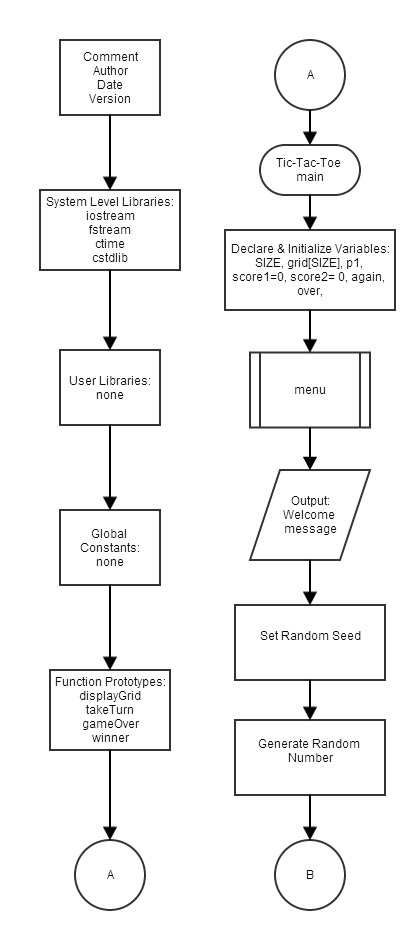 Comment
Author
Date
Version
System Level Libraries:
iostream
fstream
ctime
cstdlib
User Libraries:
none
Global
Constants:
none
Function Prototypes:
displayGrid
takeTurn
gameOver
winner
A
A
Tic-Tac-Toe
main
Declare & Initialize Variables:
SIZE, grid[SIZE], p1,
score1=0, score2= 0, again,
over,
menu
Output:
Welcome
message
Set Random Seed
Generate Random
Number
B